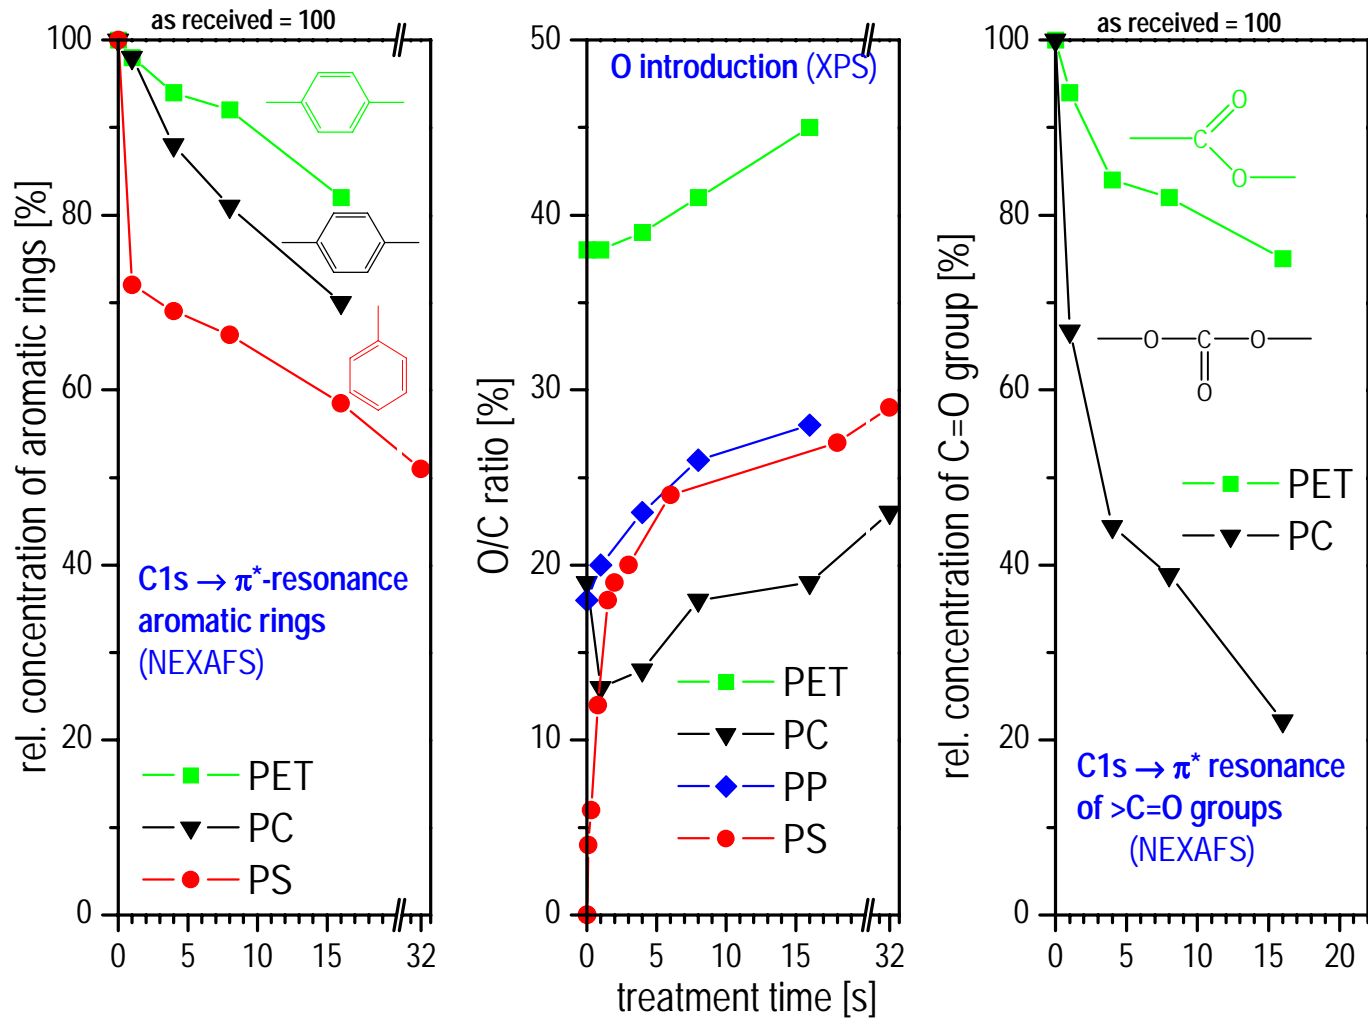 as received = 100
100
80
60
40
20
0
rel. concentration of aromatic rings [%]
C1s → π*-resonance
aromatic rings
(NEXAFS)
PET
PC
PS
0 5 10 15 32
50
40
30
20
10
0
O/C ratio [%]
O introduction (XPS)
PET
PC
PP
PS
0 5 10 15 32
treatment time [s]
as received = 100
100
80
60
40
20
0
rel. concentration of C=O group [%]
O
C
O
O C O
O
PET
PC
C1s → π* resonance
of >C=O groups
(NEXAFS)
0 5 10 15 20